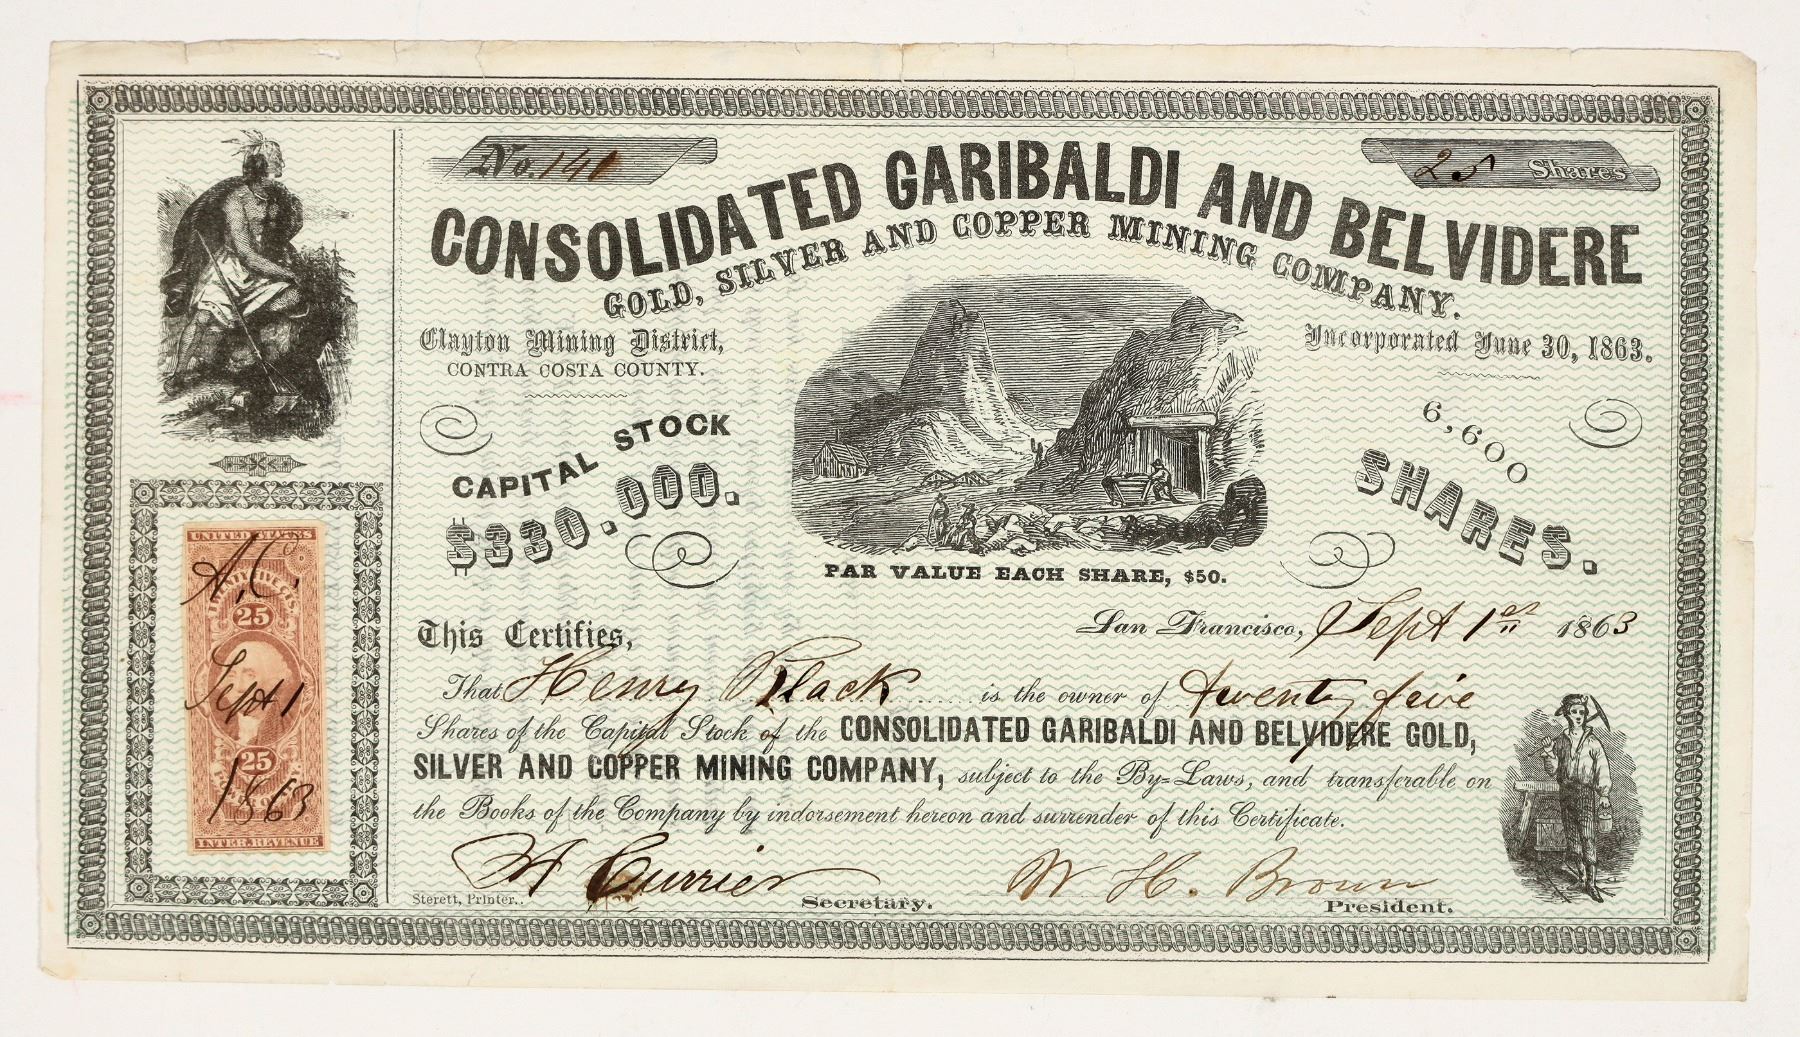 No. 141
25 Shares
CONSOLIDATED GARIBALDI AND BELVIDERE
GOLD, SILVER AND COPPER MINING COMPANY.
Clayton Mining District,
CONTRA COSTA COUNTY.
Incorporated June 30, 1863.
CAPITAL STOCK
$330.000.
6,600
SHARES.
PAR VALUE EACH SHARE, $50.
San Francisco, Sept 1st 1863
This Certifies,
That Henry Black is the owner of twenty five
Shares of the Capital Stock of the CONSOLIDATED GARIBALDI AND BELVIDERE GOLD,
SILVER AND COPPER MINING COMPANY, subject to the By-Laws, and transferable on
the Books of the Company by indorsement hereon and surrender of this Certificate.
Currier
W H. Brown
Sterett, Printer.
Secretary.
President.
UNITED STATES
A, Co.
TWENTY FIVE CTS.
25
Sept 1
25
1863
INTER. REVENUE